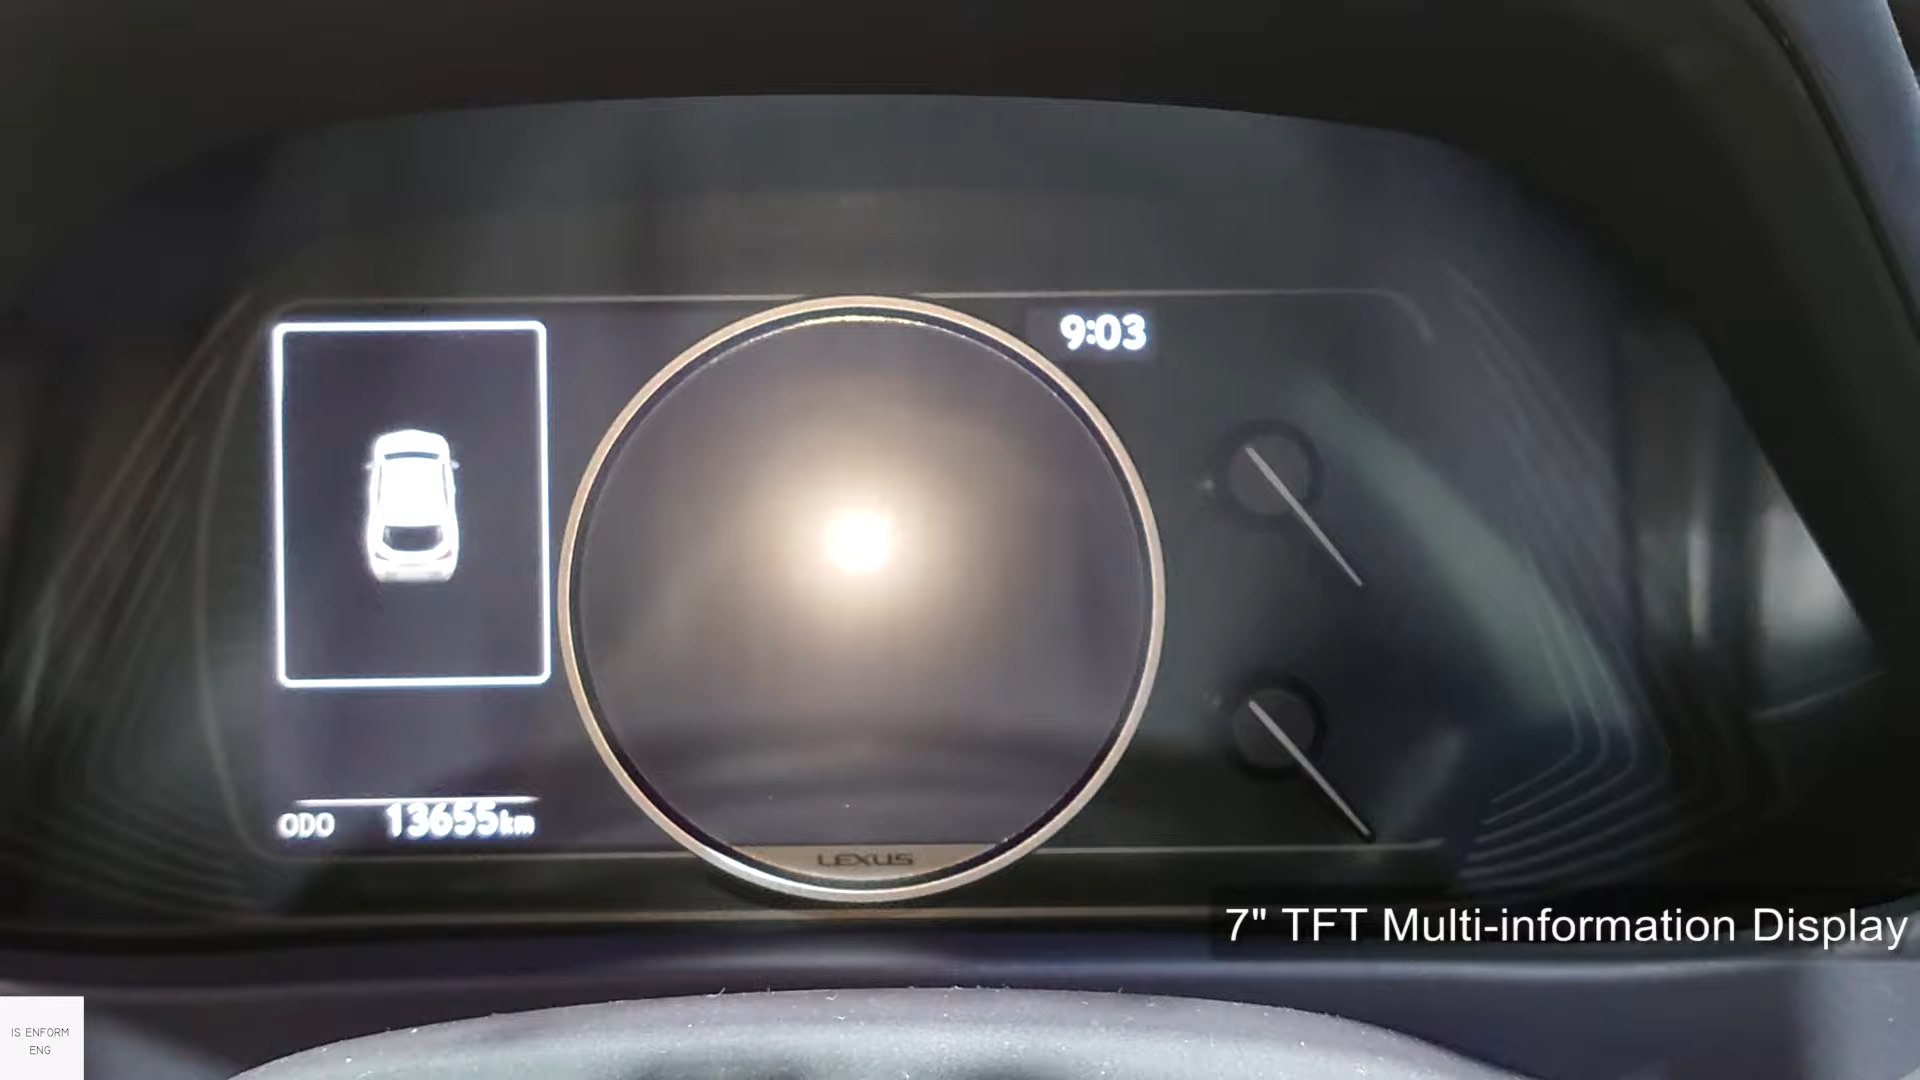 9:03
ODO 13655km
LEXUS
7" TFT Multi-information Display
IS ENFORM
ENG